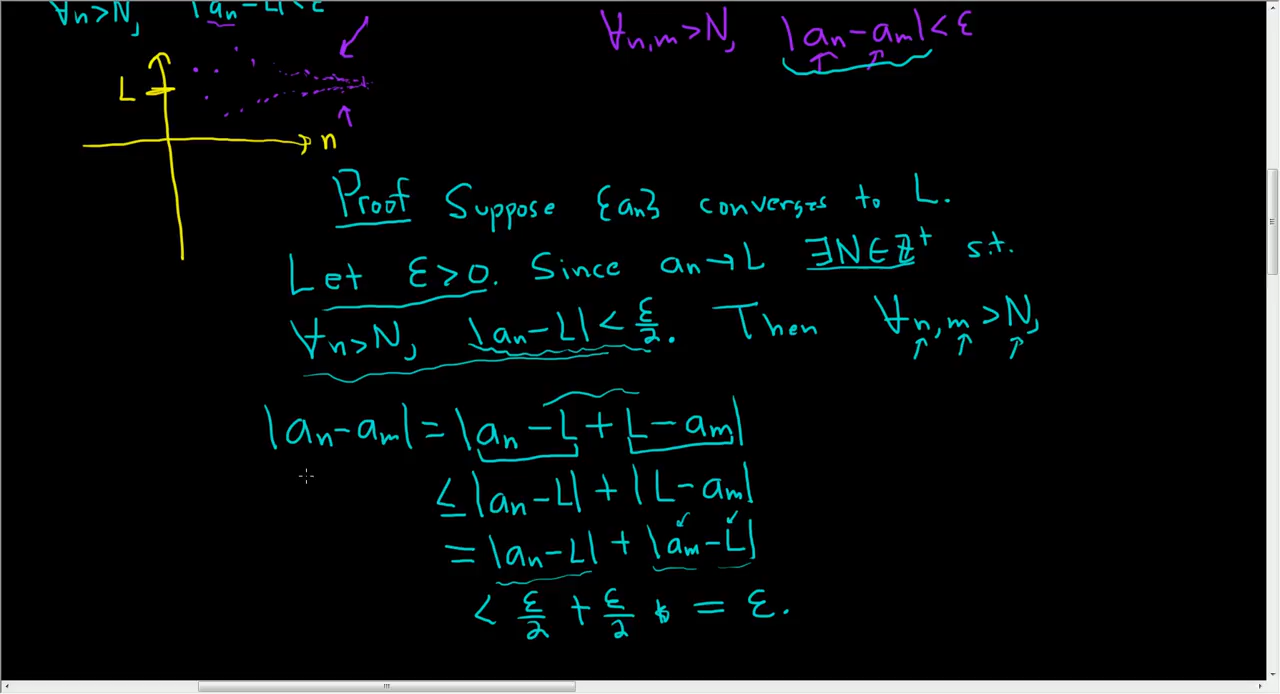 ∀n>N, |an-L|<ε
∀n,m>N, |an-am|<ε
L
n
Proof Suppose {an} converges to L.
Let ε>0. Since an→L ∃N∈ℤ⁺ s.t.
∀n>N, |an-L|<ε/2. Then ∀n,m>N,
|an-am|=|an-L+L-am|
≤|an-L|+|L-am|
=|an-L|+|am-L|
<ε/2+ε/2=ε.